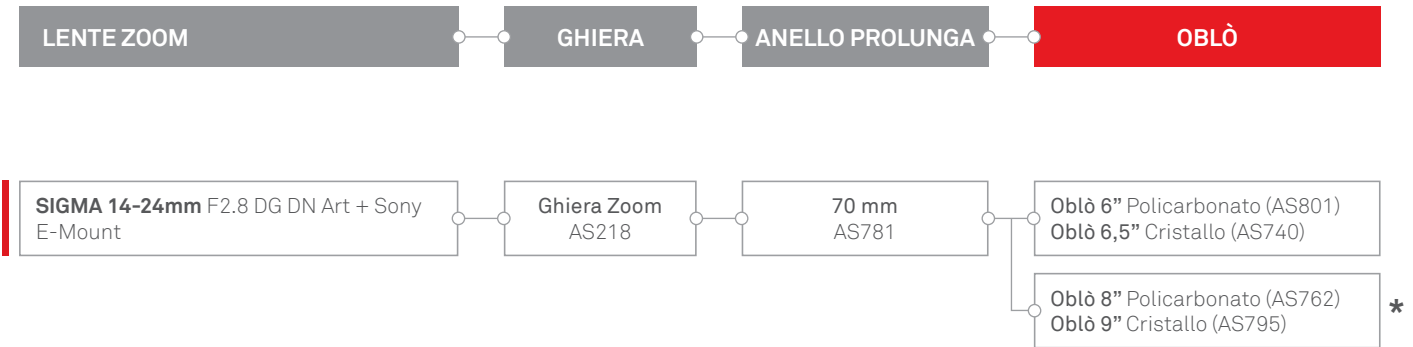 LENTE ZOOM
GHIERA
ANELLO PROLUNGA
OBLÒ
SIGMA 14-24mm F2.8 DG DN Art + Sony
E-Mount
Ghiera Zoom
AS218
70 mm
AS781
Oblò 6” Policarbonato (AS801)
Oblò 6,5” Cristallo (AS740)
Oblò 8” Policarbonato (AS762)
Oblò 9” Cristallo (AS795)
*